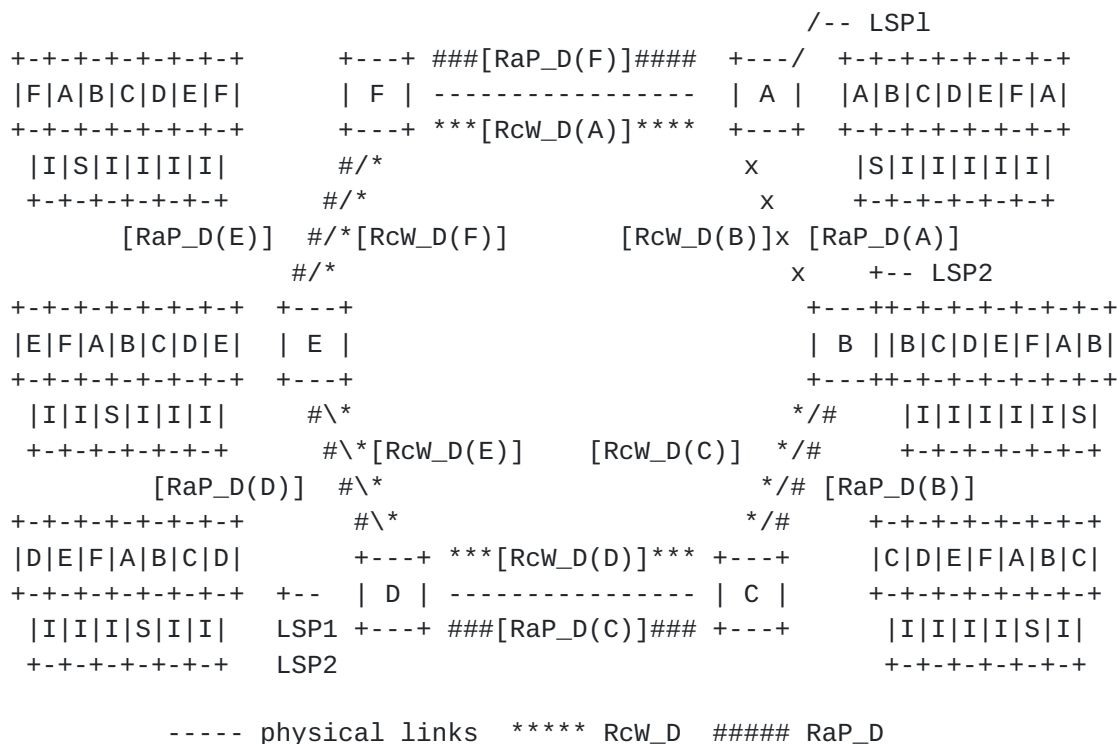 /-- LSPl
+-+-+-+-+-+-+-+      +---+ ###[RaP_D(F)]####  +---/  +-+-+-+-+-+-+-+
|F|A|B|C|D|E|F|      | F | -----------------  | A |  |A|B|C|D|E|F|A|
+-+-+-+-+-+-+-+      +---+ ***[RcW_D(A)]****  +---+  +-+-+-+-+-+-+-+
 |I|S|I|I|I|I|       #/*                       x      |S|I|I|I|I|I|
 +-+-+-+-+-+-+      #/*                         x     +-+-+-+-+-+-+
       [RaP_D(E)]  #/*[RcW_D(F)]       [RcW_D(B)]x [RaP_D(A)]
                  #/*                             x    +-- LSP2
+-+-+-+-+-+-+-+  +---+                             +---++-+-+-+-+-+-+-+
|E|F|A|B|C|D|E|  | E |                             | B ||B|C|D|E|F|A|B|
+-+-+-+-+-+-+-+  +---+                             +---++-+-+-+-+-+-+-+
 |I|I|S|I|I|I|     #\*                            */#    |I|I|I|I|I|S|
 +-+-+-+-+-+-+      #\*[RcW_D(E)]    [RcW_D(C)]  */#     +-+-+-+-+-+-+
         [RaP_D(D)]  #\*                        */# [RaP_D(B)]
+-+-+-+-+-+-+-+       #\*                      */#     +-+-+-+-+-+-+-+
|D|E|F|A|B|C|D|       +---+ ***[RcW_D(D)]*** +---+     |C|D|E|F|A|B|C|
+-+-+-+-+-+-+-+  +--  | D | ---------------- | C |     +-+-+-+-+-+-+-+
 |I|I|I|S|I|I|   LSP1 +---+ ###[RaP_D(C)]### +---+      |I|I|I|I|S|I|
 +-+-+-+-+-+-+   LSP2                                   +-+-+-+-+-+-+
          ----- physical links  ***** RcW_D  ##### RaP_D